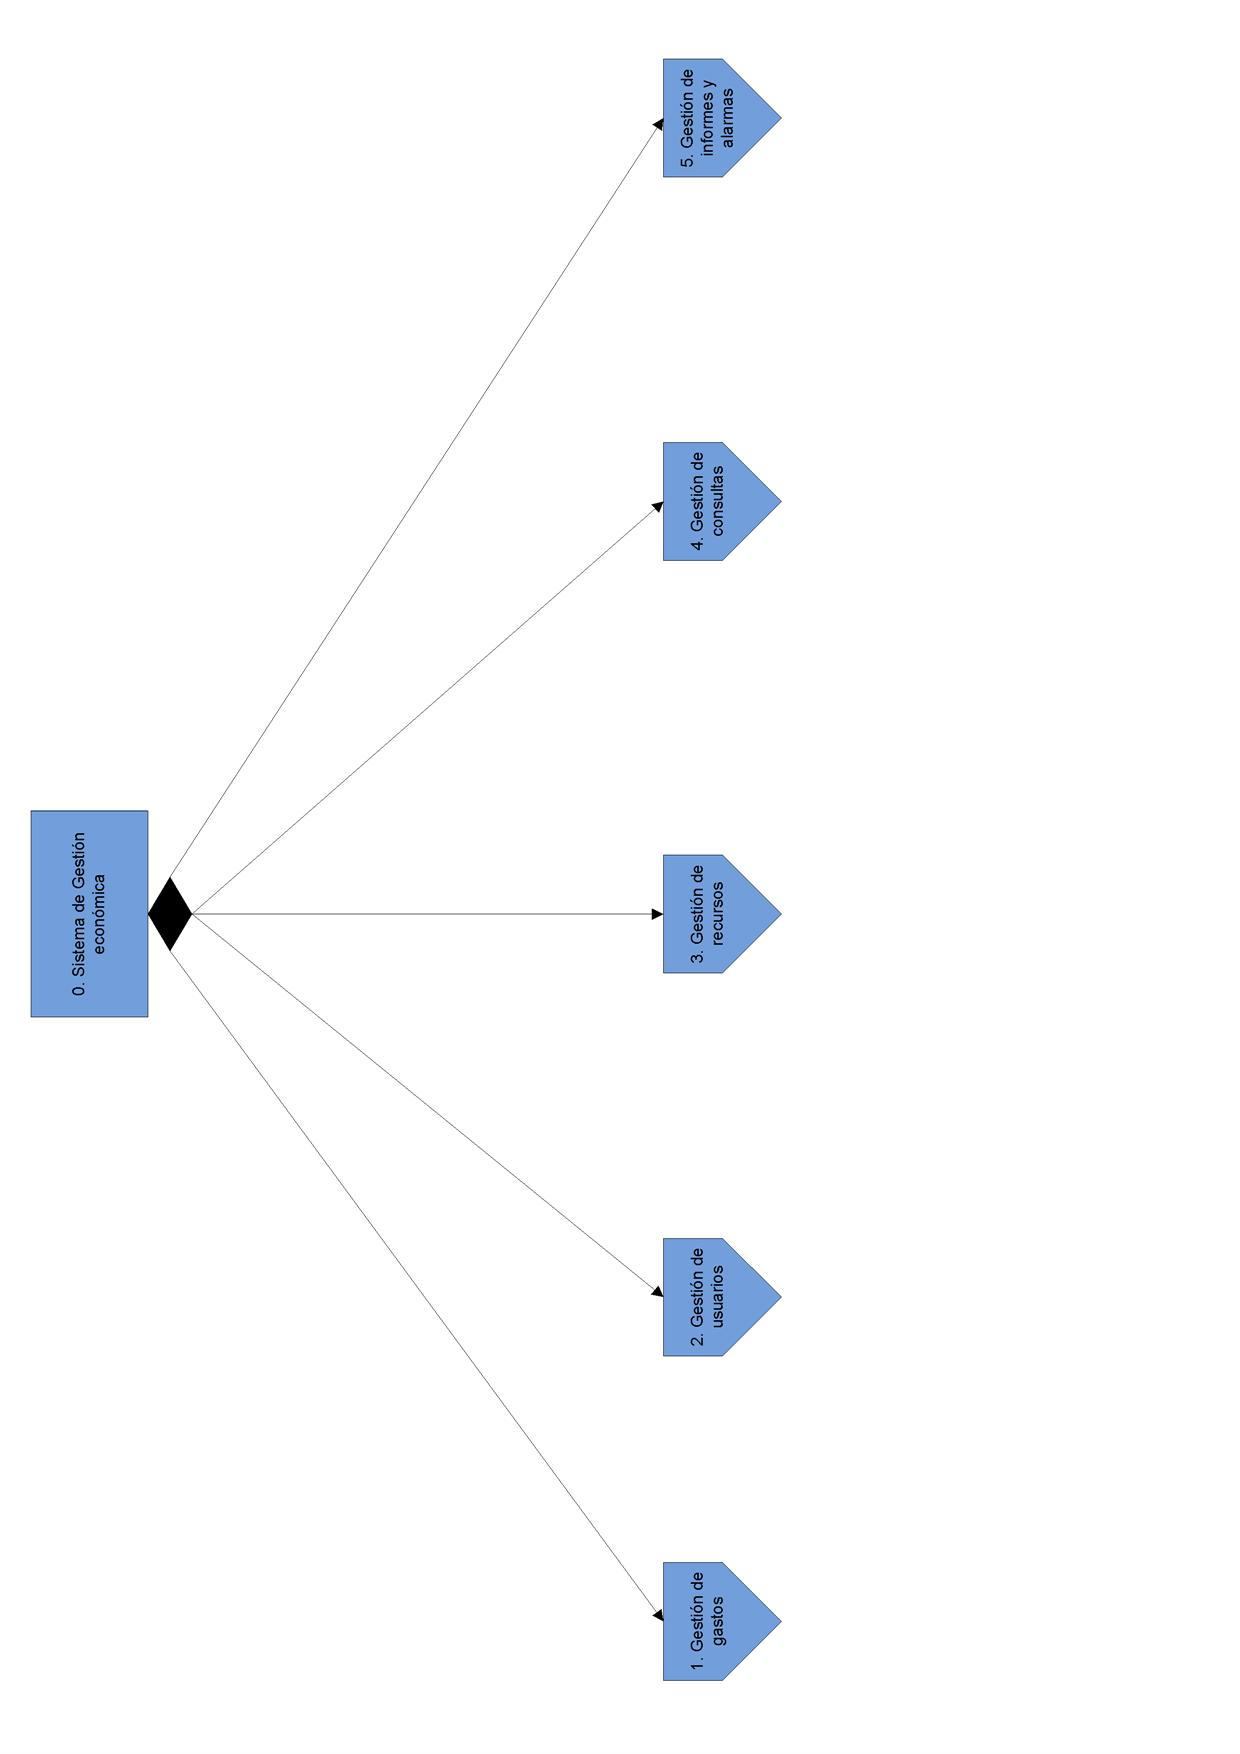 0. Sistema de Gestión
económica
1. Gestión de
gastos
2. Gestión de
usuarios
3. Gestión de
recursos
4. Gestión de
consultas
5. Gestión de
informes y
alarmas